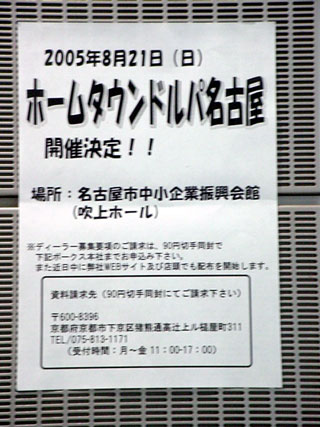 2005年8月21日（日）
ホームタウンドルパ名古屋
開催決定！！
場所：名古屋市中小企業振興会館
（吹上ホール）
※ディーラー募集要項のご請求は、90円切手同封で
下記ボークス本社までお申込み下さい。
また近日中に弊社WEBサイト及び店頭でも配布を開始します。
資料請求先（90円切手同封にてご請求下さい）
〒600-8396
京都府京都市下京区猪熊通高辻上ル槌屋町311
TEL/075-813-1171
（受付時間：月～金 11：00-17：00）